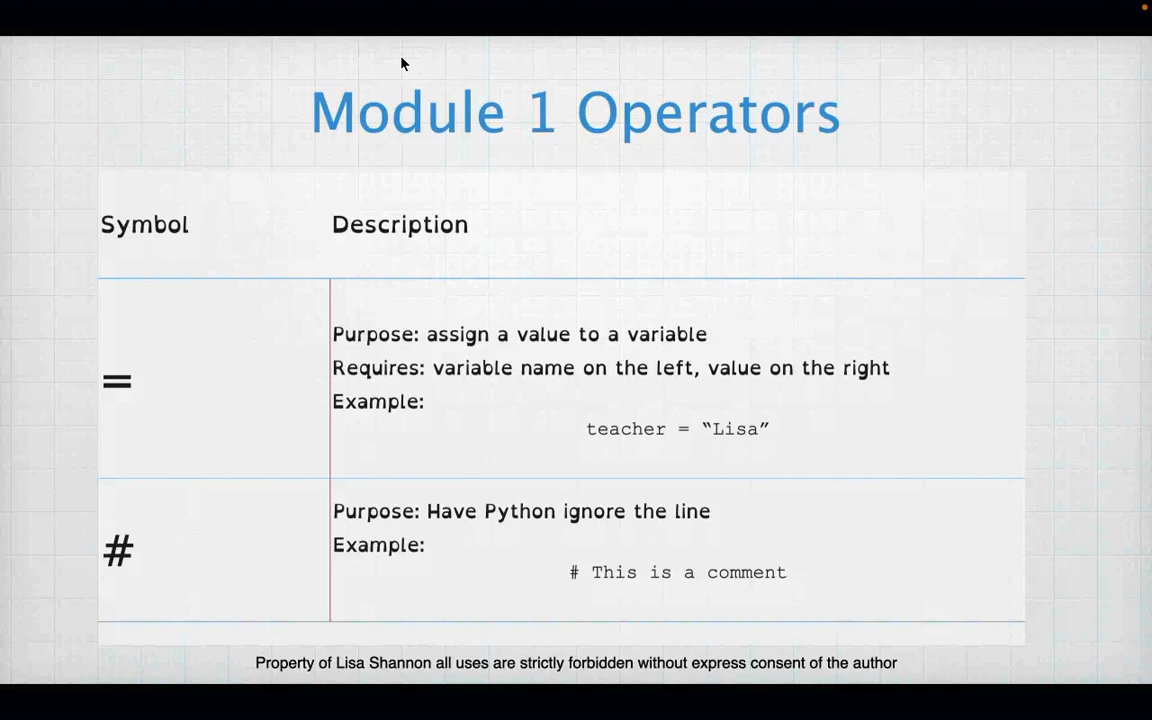 Module 1 Operators
Symbol Description
=
Purpose: assign a value to a variable
Requires: variable name on the left, value on the right
Example:
teacher = “Lisa”
#
Purpose: Have Python ignore the line
Example:
# This is a comment
Property of Lisa Shannon all uses are strictly forbidden without express consent of the author